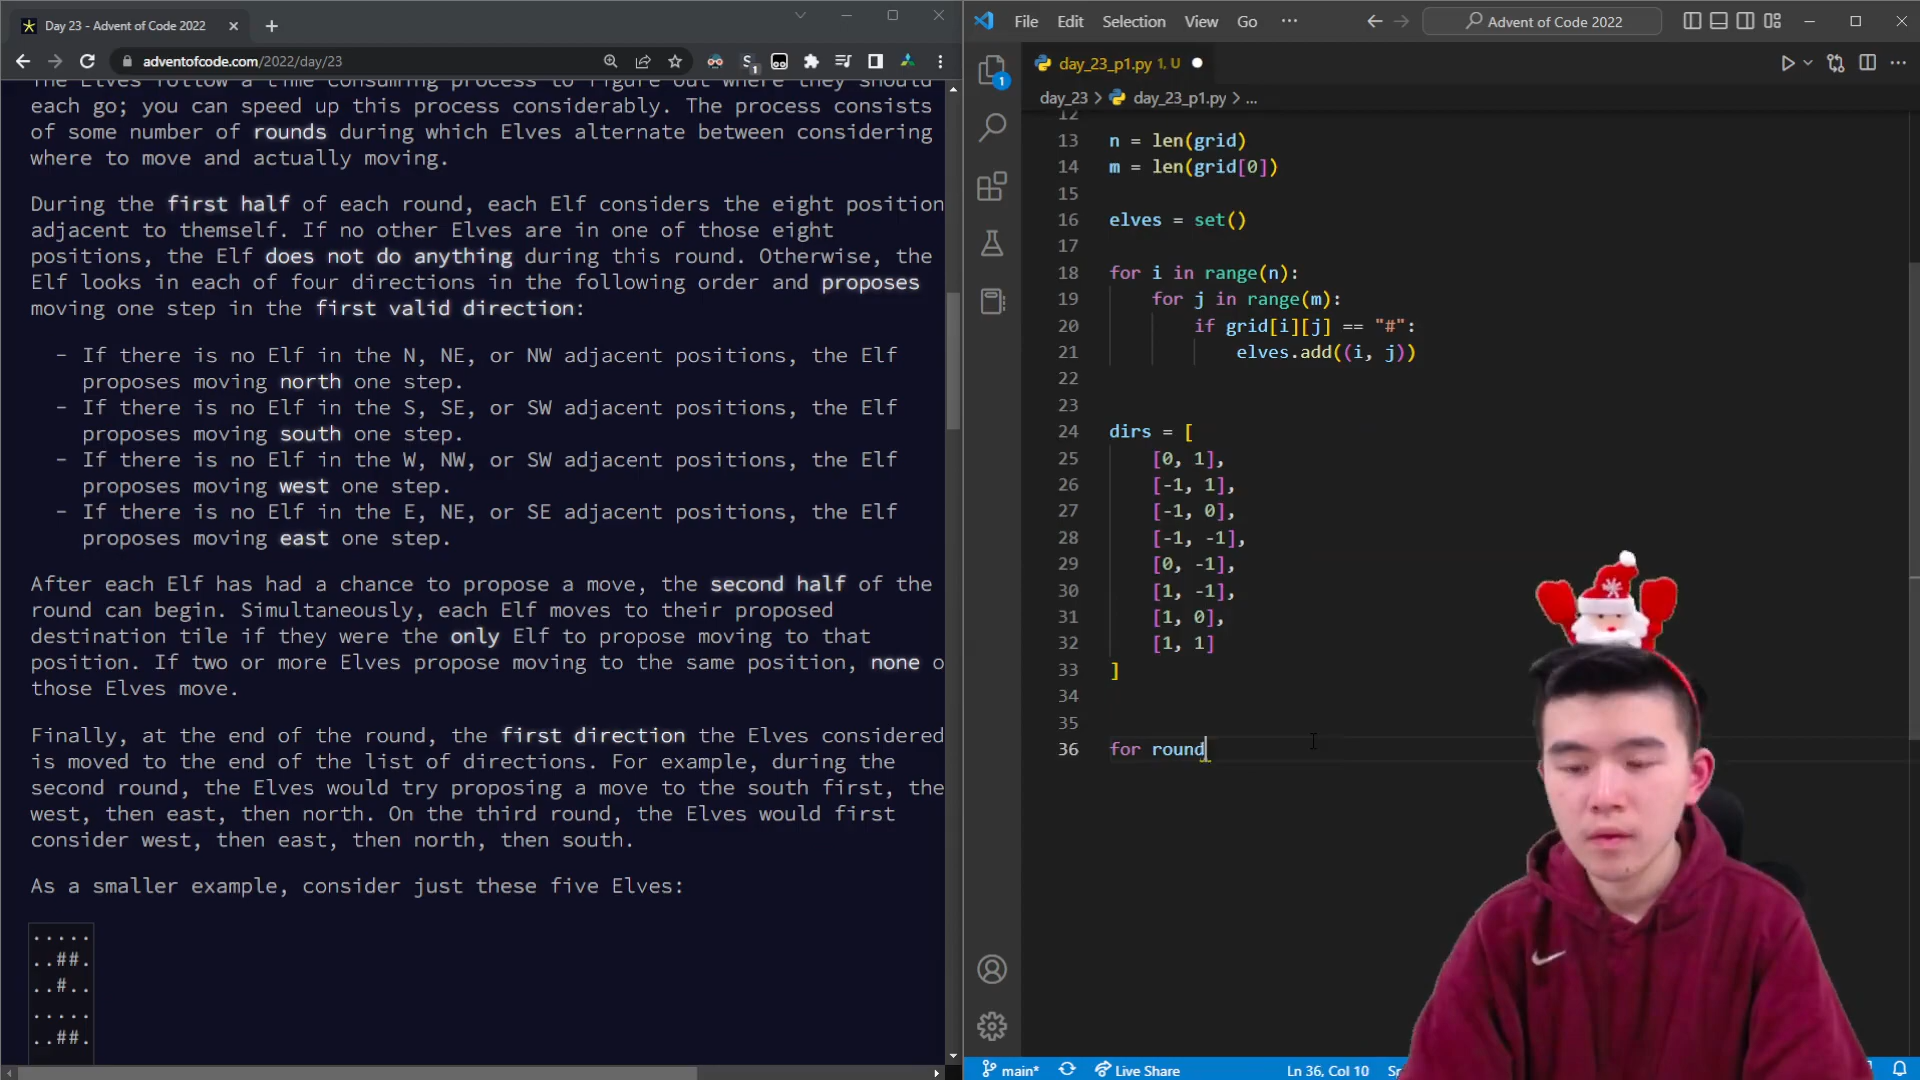 Day 23 - Advent of Code 2022
adventofcode.com/2022/day/23
The Elves follow a time-consuming process to figure out where they should
each go; you can speed up this process considerably. The process consists
of some number of rounds during which Elves alternate between considering
where to move and actually moving.
During the first half of each round, each Elf considers the eight position
adjacent to themself. If no other Elves are in one of those eight
positions, the Elf does not do anything during this round. Otherwise, the
Elf looks in each of four directions in the following order and proposes
moving one step in the first valid direction:
- If there is no Elf in the N, NE, or NW adjacent positions, the Elf
proposes moving north one step.
- If there is no Elf in the S, SE, or SW adjacent positions, the Elf
proposes moving south one step.
- If there is no Elf in the W, NW, or SW adjacent positions, the Elf
proposes moving west one step.
- If there is no Elf in the E, NE, or SE adjacent positions, the Elf
proposes moving east one step.
After each Elf has had a chance to propose a move, the second half of the
round can begin. Simultaneously, each Elf moves to their proposed
destination tile if they were the only Elf to propose moving to that
position. If two or more Elves propose moving to the same position, none o
those Elves move.
Finally, at the end of the round, the first direction the Elves considered
is moved to the end of the list of directions. For example, during the
second round, the Elves would try proposing a move to the south first, the
west, then east, then north. On the third round, the Elves would first
consider west, then east, then north, then south.
As a smaller example, consider just these five Elves:
.....
..##.
..#..
.....
..##.
File Edit Selection View Go ... Advent of Code 2022
day_23_p1.py 1, U
day_23 > day_23_p1.py > ...
12
13 n = len(grid)
14 m = len(grid[0])
15
16 elves = set()
17
18 for i in range(n):
19 for j in range(m):
20 if grid[i][j] == "#":
21 elves.add((i, j))
22
23
24 dirs = [
25 [0, 1],
26 [-1, 1],
27 [-1, 0],
28 [-1, -1],
29 [0, -1],
30 [1, -1],
31 [1, 0],
32 [1, 1]
33 ]
34
35
36 for round
1
main* Live Share Ln 36, Col 10